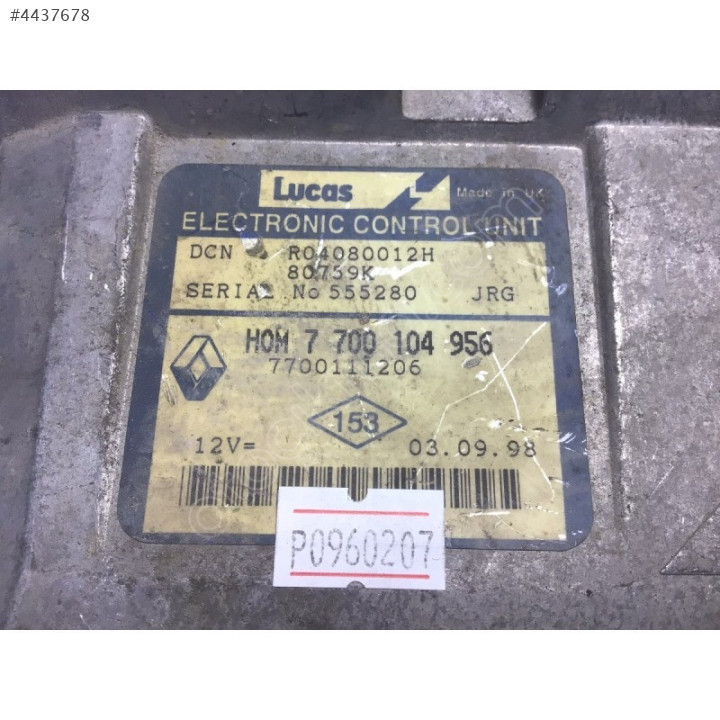 #4437678
Lucas Made in UK
ELECTRONIC CONTROL UNIT
DCN R04080012H
80759K
SERIAL No 555280 JRG
HOM 7 700 104 956
7700111206
153
12V= 03.09.98
P0960207